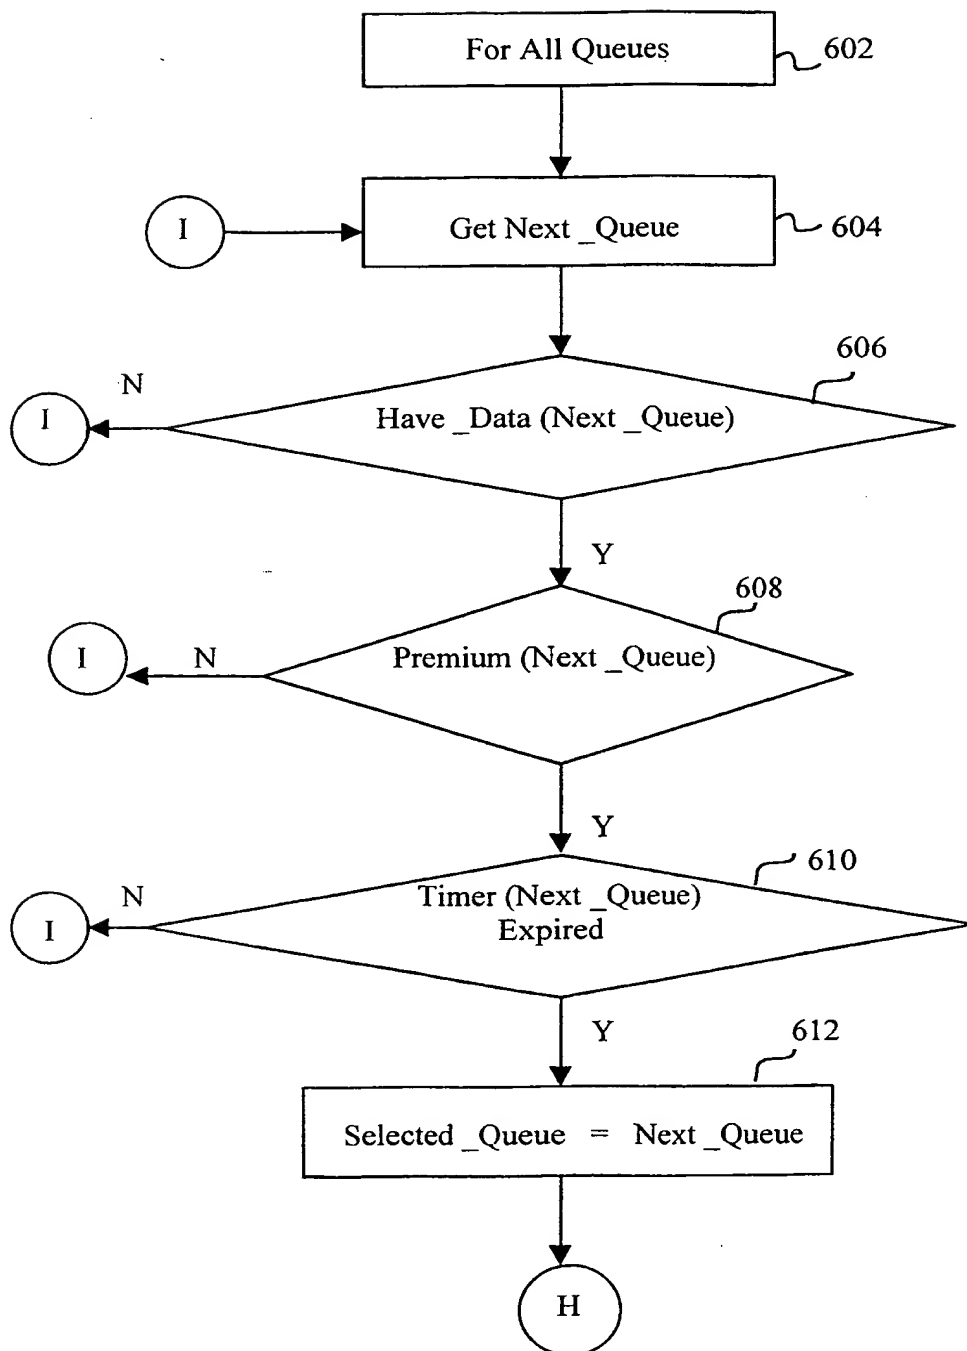 For All Queues
602
I
Get Next _Queue
604
606
N
I
Have _Data (Next _Queue)
Y
608
I
N
Premium (Next _Queue)
Y
610
N
I
Timer (Next _Queue)
Expired
Y
612
Selected _Queue = Next _Queue
H